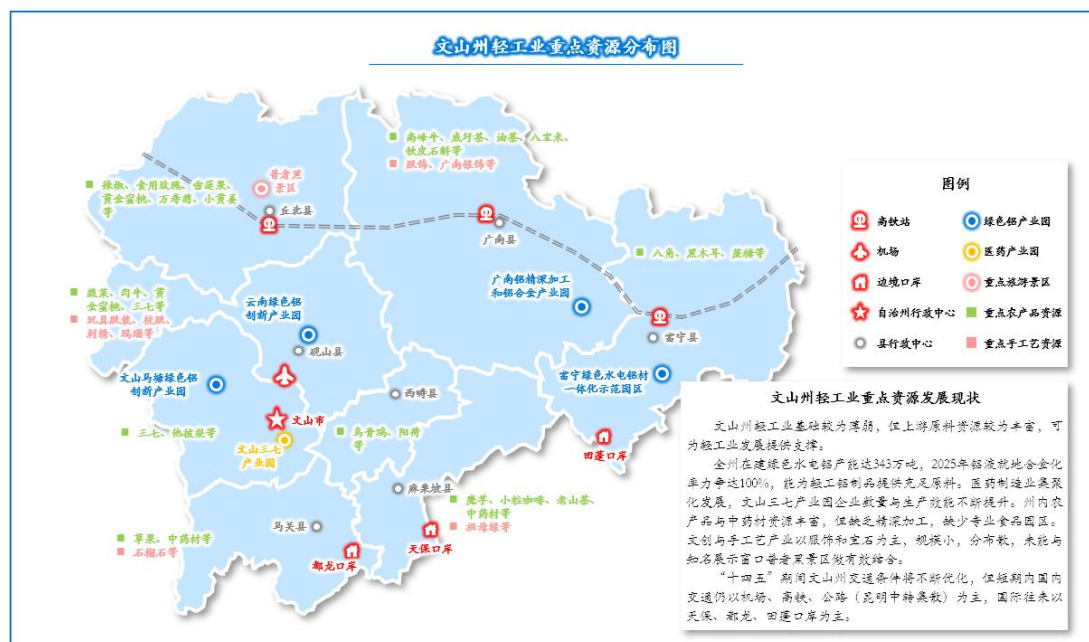 文山州轻工业重点资源分布图
高峰牛、底圩茶、油茶、八宝米、
铁皮石斛等
服饰、广南银饰等
普者黑
景区
辣椒、食用玫瑰、雪莲果、
黄金蜜桃、万寿菊、小黄姜
等
丘北县
广南县
八角、黑木耳、蔗糖等
蔬菜、肉牛、黄
金蜜桃、三七等
玩具服装、校服、
刺绣、玛瑙等
云南绿色铝
创新产业园
广南铝精深加工
和铝合金产业园
砚山县
富宁县
文山马塘绿色铝
创新产业园
富宁绿色水电铝材
一体化示范园区
西畴县
文山市
三七、他披梨等
文山三七
产业园
乌骨鸡、阳荷
等
田蓬口岸
麻栗坡县
魔芋、小粒咖啡、老山茶、
中药材等
祖母绿等
马关县
草果、中药材等
石榴石等
天保口岸
都龙口岸
图例
高铁站
绿色铝产业园
机场
医药产业园
边境口岸
重点旅游景区
自治州行政中心
重点农产品资源
县行政中心
重点手工艺资源
文山州轻工业重点资源发展现状
文山州轻工业基础较为薄弱，但上游原料资源较为丰富，可
为轻工业发展提供支撑。
全州在建绿色水电铝产能达343万吨，2025年铝液就地合金化
率力争达100%，能为轻工铝制品提供充足原料。医药制造业集聚
化发展，文山三七产业园企业数量与生产效能不断提升。州内农
产品与中药材资源丰富，但缺乏精深加工，缺少专业食品园区。
文创与手工艺产业以服饰和宝石为主，规模小，分布散，未能与
知名展示窗口普者黑景区做有效结合。
“十四五”期间文山州交通条件将不断优化，但短期内国内
交通仍以机场、高铁、公路（昆明中转集散）为主，国际往来以
天保、都龙、田蓬口岸为主。